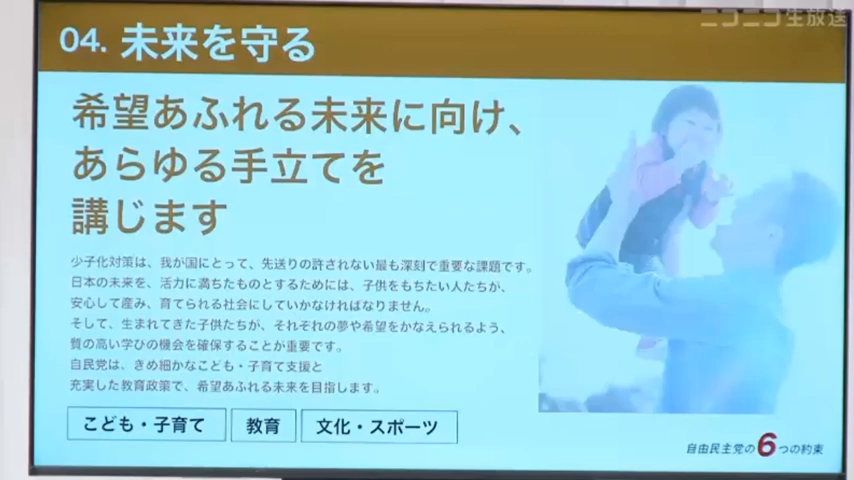 ニコニコ生放送
04. 未来を守る
希望あふれる未来に向け、
あらゆる手立てを
講じます
少子化対策は、我が国にとって、先送りの許されない最も深刻で重要な課題です。
日本の未来を、活力に満ちたものとするためには、子供をもちたい人たちが、
安心して産み、育てられる社会にしていかなければなりません。
そして、生まれてきた子供たちが、それぞれの夢や希望をかなえられるよう、
質の高い学びの機会を確保することが重要です。
自民党は、きめ細かなこども・子育て支援と
充実した教育政策で、希望あふれる未来を目指します。
こども・子育て
教育
文化・スポーツ
自由民主党の6つの約束